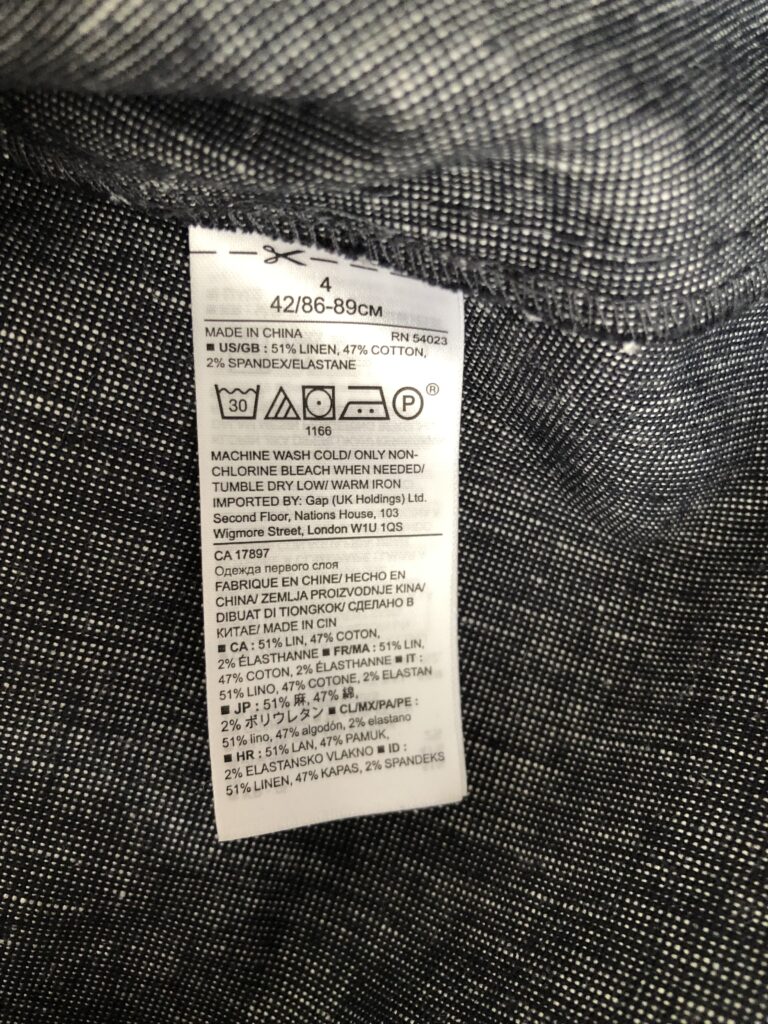 4
42/86-89CM
MADE IN CHINA RN 54023
■ US/GB : 51% LINEN, 47% COTTON,
2% SPANDEX/ELASTANE
30 P ®
1166
MACHINE WASH COLD/ ONLY NON-
CHLORINE BLEACH WHEN NEEDED/
TUMBLE DRY LOW/ WARM IRON
IMPORTED BY: Gap (UK Holdings) Ltd.
Second Floor, Nations House, 103
Wigmore Street, London W1U 1QS
CA 17897
Одежда первого слоя
FABRIQUE EN CHINE/ HECHO EN
CHINA/ ZEMLJA PROIZVODNJE KINA/
DIBUAT DI TIONGKOK/ СДЕЛАНО В
КИТАЕ/ MADE IN CIN
■ CA : 51% LIN, 47% COTON,
2% ÉLASTHANNE ■ FR/MA : 51% LIN,
47% COTON, 2% ÉLASTHANNE ■ IT :
51% LINO, 47% COTONE, 2% ELASTAN
■ JP : 51% 麻, 47% 綿,
2% ポリウレタン ■ CL/MX/PA/PE :
51% lino, 47% algodón, 2% elastano
■ HR : 51% LAN, 47% PAMUK,
2% ELASTANSKO VLAKNO ■ ID :
51% LINEN, 47% KAPAS, 2% SPANDEKS